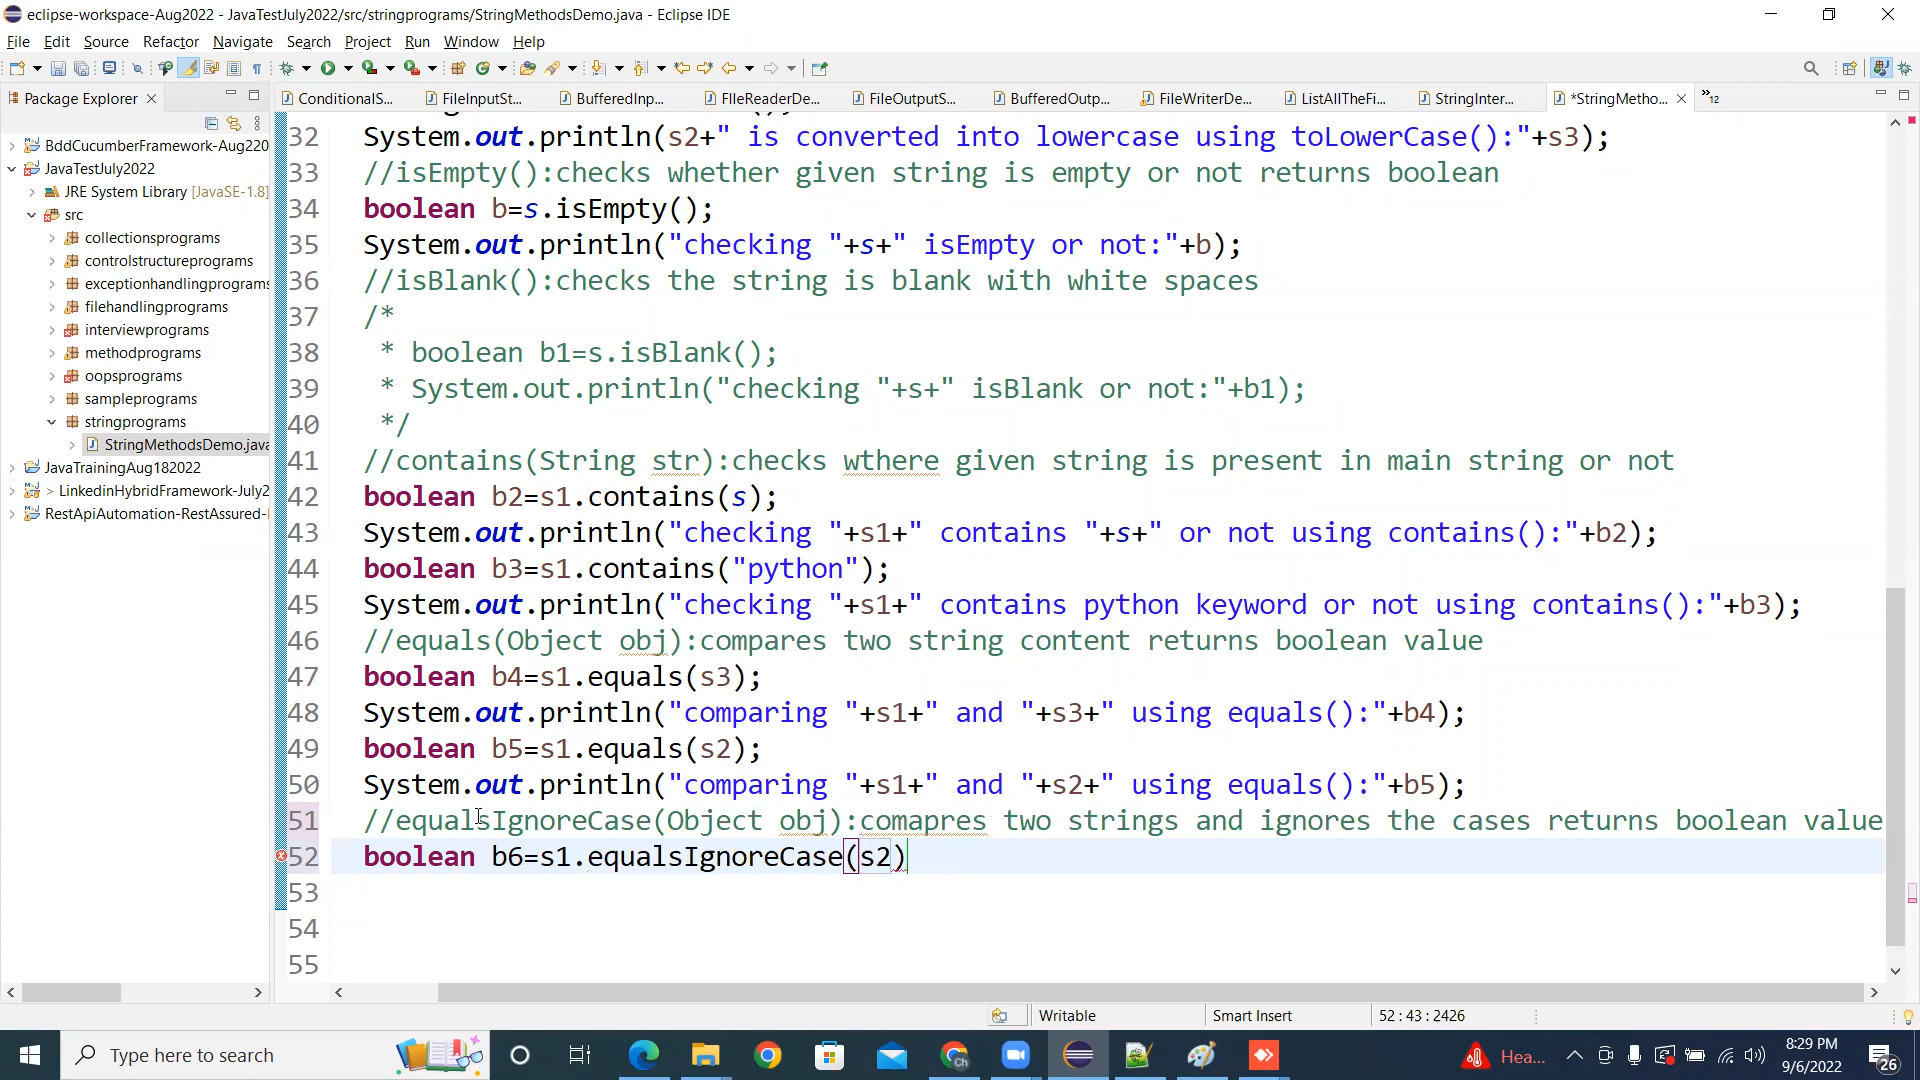 eclipse-workspace-Aug2022 - JavaTestJuly2022/src/stringprograms/StringMethodsDemo.java - Eclipse IDE
File Edit Source Refactor Navigate Search Project Run Window Help
Package Explorer
ConditionalS... FileInputSt... BufferedInp... FIleReaderDe... FileOutputS... BufferedOutp... FileWriterDe... ListAllTheFi... StringInter... *StringMetho... »12
BddCucumberFramework-Aug220
JavaTestJuly2022
JRE System Library [JavaSE-1.8]
src
collectionsprograms
controlstructureprograms
exceptionhandlingprograms
filehandlingprograms
interviewprograms
methodprograms
oopsprograms
sampleprograms
stringprograms
StringMethodsDemo.java
JavaTrainingAug182022
> LinkedinHybridFramework-July2
RestApiAutomation-RestAssured-
32 System.out.println(s2+" is converted into lowercase using toLowerCase():"+s3);
33 //isEmpty():checks whether given string is empty or not returns boolean
34 boolean b=s.isEmpty();
35 System.out.println("checking "+s+" isEmpty or not:"+b);
36 //isBlank():checks the string is blank with white spaces
37 /*
38 * boolean b1=s.isBlank();
39 * System.out.println("checking "+s+" isBlank or not:"+b1);
40 */
41 //contains(String str):checks wthere given string is present in main string or not
42 boolean b2=s1.contains(s);
43 System.out.println("checking "+s1+" contains "+s+" or not using contains():"+b2);
44 boolean b3=s1.contains("python");
45 System.out.println("checking "+s1+" contains python keyword or not using contains():"+b3);
46 //equals(Object obj):compares two string content returns boolean value
47 boolean b4=s1.equals(s3);
48 System.out.println("comparing "+s1+" and "+s3+" using equals():"+b4);
49 boolean b5=s1.equals(s2);
50 System.out.println("comparing "+s1+" and "+s2+" using equals():"+b5);
51 //equalsIgnoreCase(Object obj):comapres two strings and ignores the cases returns boolean value
52 boolean b6=s1.equalsIgnoreCase(s2)
53
54
55
Writable Smart Insert 52 : 43 : 2426
Type here to search
Hea...
8:29 PM
9/6/2022
26